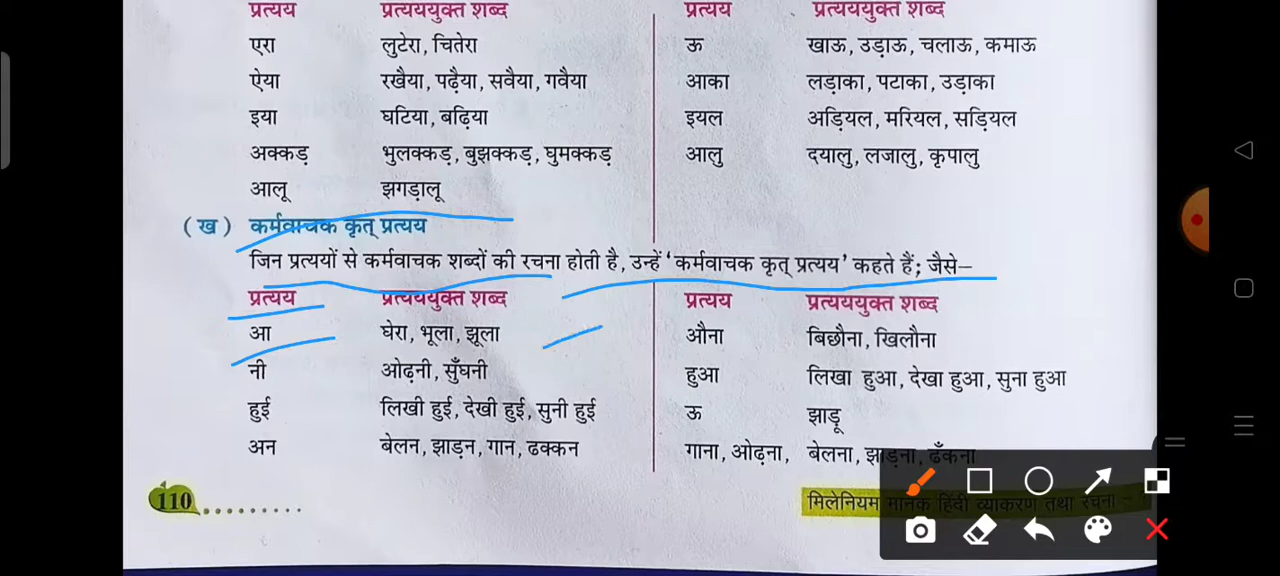 प्रत्यय प्रत्यययुक्त शब्द प्रत्यय प्रत्यययुक्त शब्द
एरा लुटेरा, चितेरा ऊ खाऊ, उड़ाऊ, चलाऊ, कमाऊ
ऐया रखैया, पढ़ैया, सवैया, गवैया आका लड़ाका, पटाका, उड़ाका
इया घटिया, बढ़िया इयल अड़ियल, मरियल, सड़ियल
अक्कड़ भुलक्कड़, बुझक्कड़, घुमक्कड़ आलु दयालु, लजालु, कृपालु
आलू झगड़ालू
(ख) कर्मवाचक कृत् प्रत्यय
जिन प्रत्ययों से कर्मवाचक शब्दों की रचना होती है, उन्हें ‘कर्मवाचक कृत् प्रत्यय’ कहते हैं; जैसे–
प्रत्यय प्रत्यययुक्त शब्द प्रत्यय प्रत्यययुक्त शब्द
आ घेरा, भूला, झूला औना बिछौना, खिलौना
नी ओढ़नी, सुँघनी हुआ लिखा हुआ, देखा हुआ, सुना हुआ
हुई लिखी हुई, देखी हुई, सुनी हुई ऊ झाड़ू
अन बेलन, झाड़न, गान, ढक्कन गाना, ओढ़ना, बेलना, झाड़ना, ढँकना
110 मिलेनियम मानक हिंदी व्याकरण तथा रचना –